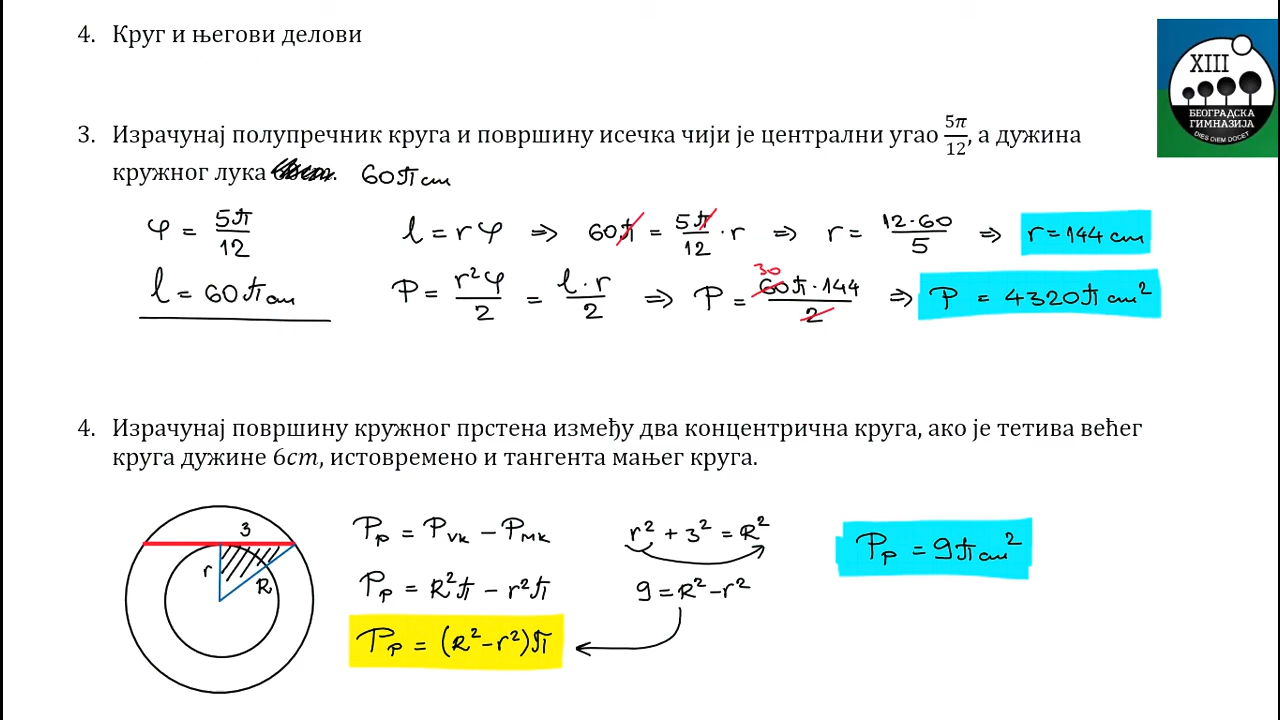 4. Круг и његови делови
XIII
БЕОГРАДСКА
ГИМНАЗИЈА
DIES DIEM DOCET
3. Израчунај полупречник круга и површину исечка чији је централни угао 5π/12, а дужина
кружног лука . 60π cm
φ = 5π/12
l = rφ ⇒ 60π = 5π/12 · r ⇒ r = 12·60/5 ⇒ r = 144 cm
l = 60π cm
P = r²φ/2 = l·r/2 ⇒ P = 60π·144/2 ⇒ P = 4320π cm²
30
4. Израчунај површину кружног прстена између два концентрична круга, ако је тетива већег
круга дужине 6cm, истовремено и тангента мањег круга.
3
r
R
Pp = Pvk − Pмk
Pp = R²π − r²π
Pp = (R² − r²)π
r² + 3² = R²
9 = R² − r²
Pp = 9π cm²